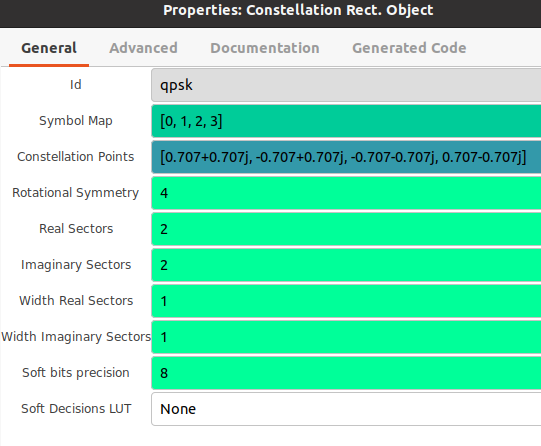 Properties: Constellation Rect. Object
General Advanced Documentation Generated Code
Id qpsk
Symbol Map [0, 1, 2, 3]
Constellation Points [0.707+0.707j, -0.707+0.707j, -0.707-0.707j, 0.707-0.707j]
Rotational Symmetry 4
Real Sectors 2
Imaginary Sectors 2
Width Real Sectors 1
Width Imaginary Sectors 1
Soft bits precision 8
Soft Decisions LUT None